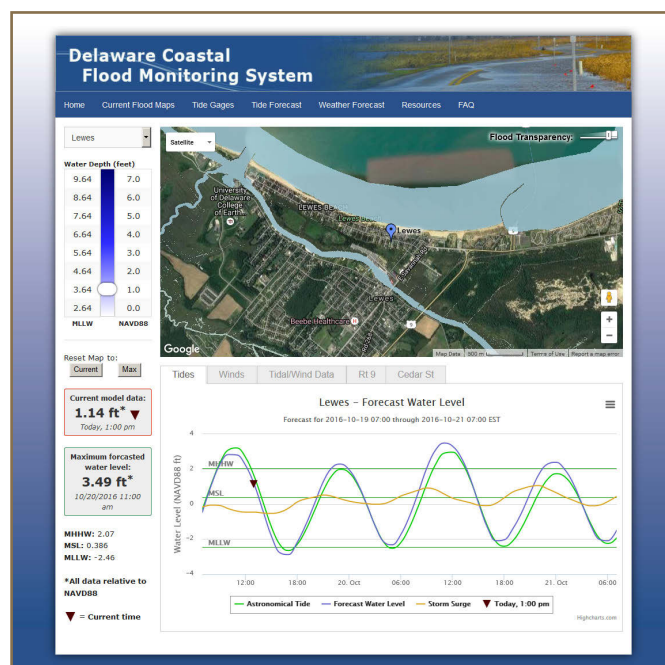 Delaware Coastal
Flood Monitoring System
Home Current Flood Maps Tide Gages Tide Forecast Weather Forecast Resources FAQ
Lewes
Water Depth (feet)
9.64 7.0
8.64 6.0
7.64 5.0
6.64 4.0
5.64 3.0
4.64 2.0
3.64 1.0
2.64 0.0
MLLW NAVD88
Reset Map to:
Current Max
Current model data:
1.14 ft*
Today, 1:00 pm
Maximum forcasted
water level:
3.49 ft*
10/20/2016 11:00
am
MHHW: 2.07
MSL: 0.386
MLLW: -2.46
*All data relative to
NAVD88
= Current time
Satellite
Flood Transparency:
University
of Delaware
College
of Earth...
LEWES BEA
Lewes
Lewes
Beebe Healthcare
9
Google
Map Data 800 m Terms of Use Report a map error
Tides Winds Tidal/Wind Data Rt 9 Cedar St
Lewes - Forecast Water Level
Forecast for 2016-10-19 07:00 through 2016-10-21 07:00 EST
Water Level (NAVD88 ft)
4
2
0
-2
-4
MHHW
MSL
MLLW
12:00 18:00 20. Oct 06:00 12:00 18:00 21. Oct 06:00
Astronomical Tide Forecast Water Level Storm Surge Today, 1:00 pm
Highcharts.com